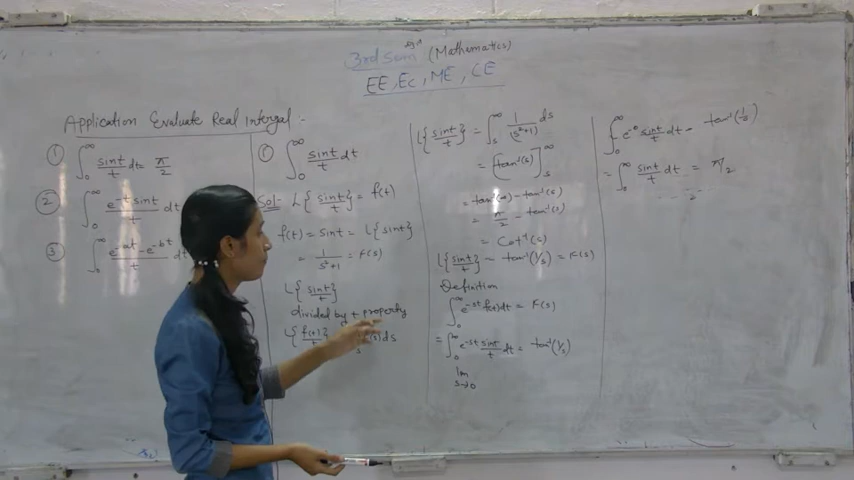 3rd Sem (Mathematics)
EE, EC, ME, CE
Application Evaluate Real Intergal :-
① ∫₀^∞ sint/t dt = π/2
② ∫₀^∞ e^-t sint/t dt
③ ∫₀^∞ e^-at - e^-bt/t dt
① ∫₀^∞ sint/t dt
Sol:- L{sint/t} = f(t)
f(t) = sint = L{sint}
= 1/s²+1 = F(s)
L{sint/t}
divided by t property
L{f(t)/t} (s) ds
L{sint/t} = ∫ₛ^∞ 1/(s²+1) ds
= [tan⁻¹(s)]ₛ^∞
= tan⁻¹(∞) - tan⁻¹(s)
= π/2 - tan⁻¹(s)
= Cot⁻¹(s)
L{sint/t} = tan⁻¹(1/s) = F(s)
Definition
∫₀^∞ e^-st f(t) dt = F(s)
= ∫₀^∞ e^-st sint/t dt = tan⁻¹(1/s)
lim s→0
∫₀^∞ e^-0 sint/t dt = tan⁻¹(1/0)
= ∫₀^∞ sint/t dt = π/2